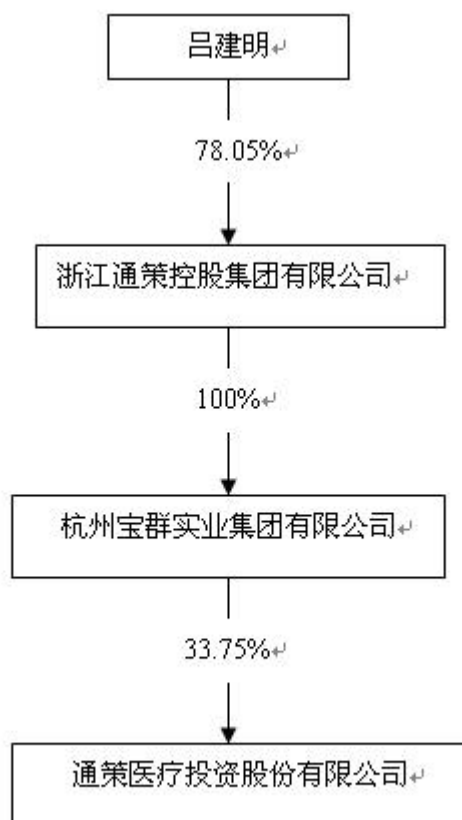 吕建明↵
78.05%↵
浙江通策控股集团有限公司↵
100%↵
杭州宝群实业集团有限公司↵
33.75%↵
通策医疗投资股份有限公司↵